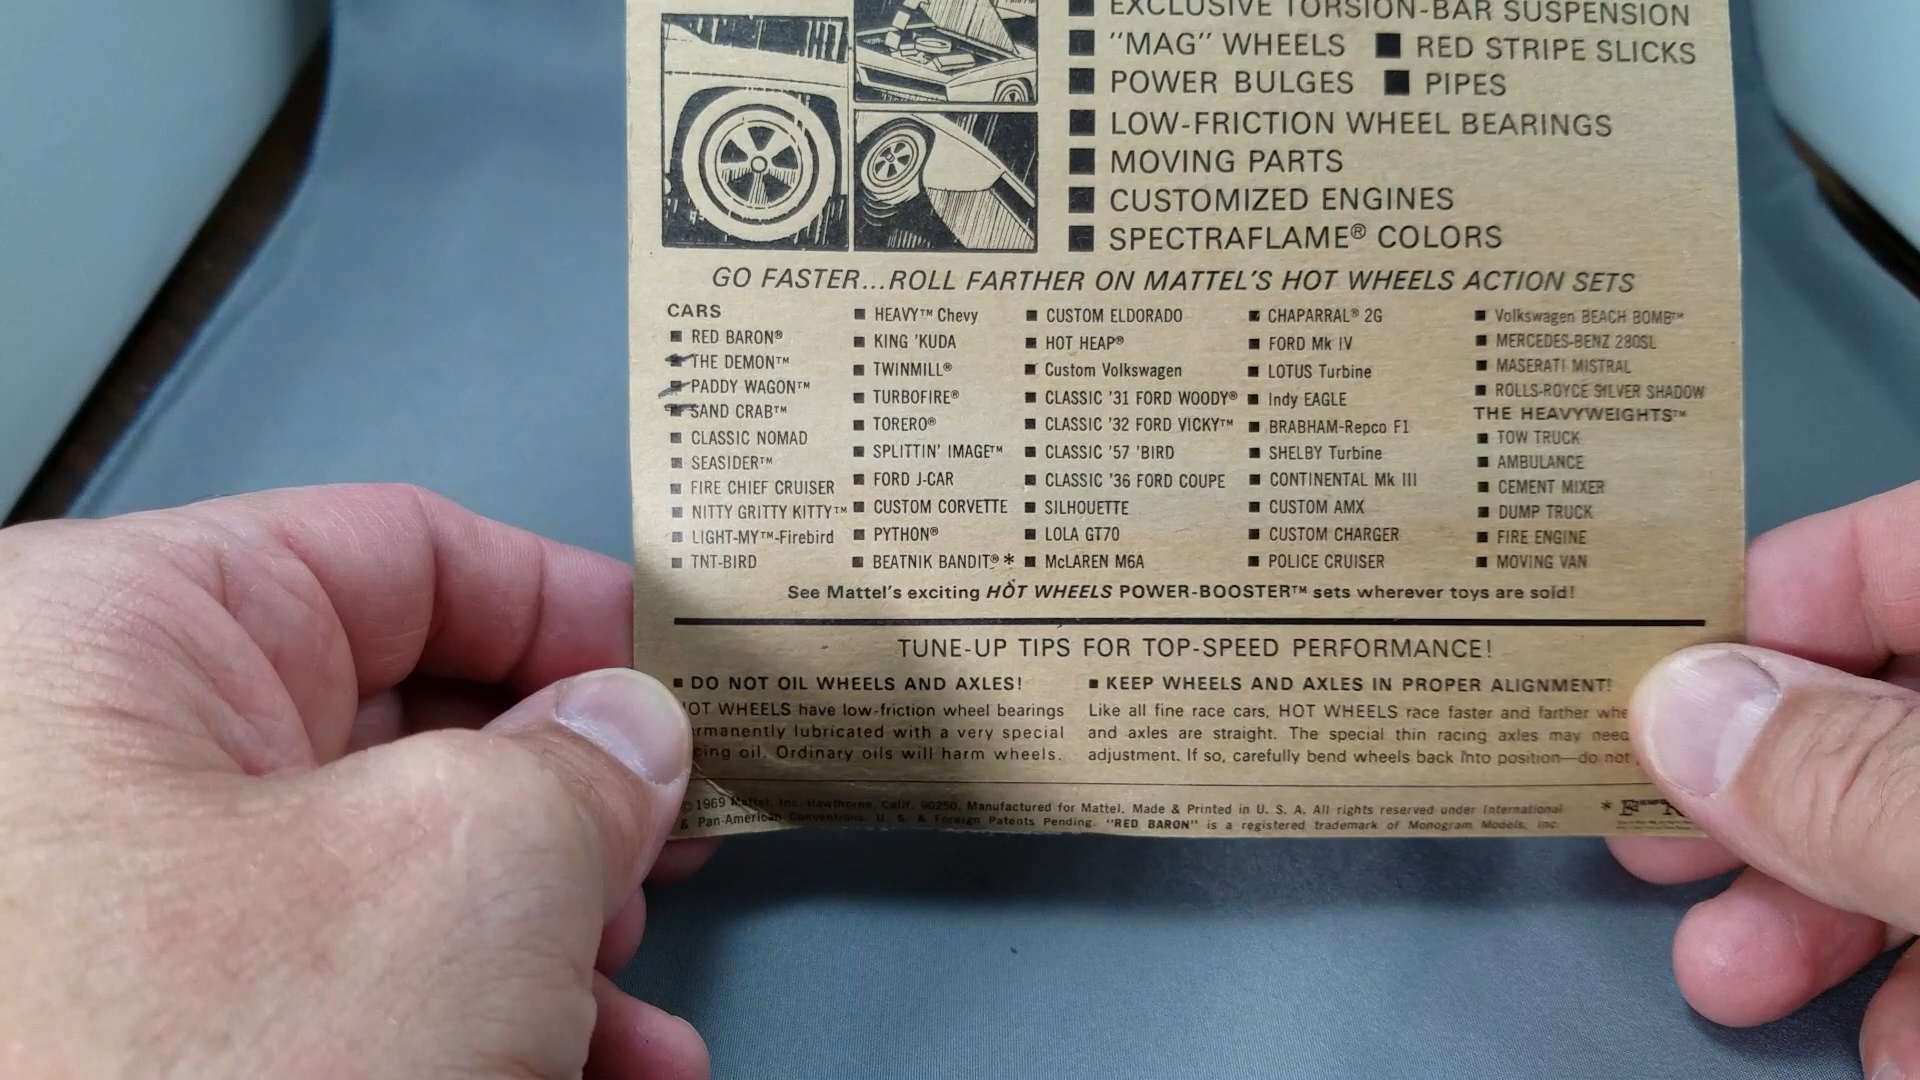 ■ EXCLUSIVE TORSION-BAR SUSPENSION
■ "MAG" WHEELS ■ RED STRIPE SLICKS
■ POWER BULGES ■ PIPES
■ LOW-FRICTION WHEEL BEARINGS
■ MOVING PARTS
■ CUSTOMIZED ENGINES
■ SPECTRAFLAME® COLORS
GO FASTER...ROLL FARTHER ON MATTEL'S HOT WHEELS ACTION SETS
CARS
■ RED BARON®
■ THE DEMON™
■ PADDY WAGON™
■ SAND CRAB™
■ CLASSIC NOMAD
■ SEASIDER™
■ FIRE CHIEF CRUISER
■ NITTY GRITTY KITTY™
■ LIGHT-MY™-Firebird
■ TNT-BIRD
■ HEAVY™ Chevy
■ KING 'KUDA
■ TWINMILL®
■ TURBOFIRE®
■ TORERO®
■ SPLITTIN' IMAGE™
■ FORD J-CAR
■ CUSTOM CORVETTE
■ PYTHON®
■ BEATNIK BANDIT® *
■ CUSTOM ELDORADO
■ HOT HEAP®
■ Custom Volkswagen
■ CLASSIC '31 FORD WOODY®
■ CLASSIC '32 FORD VICKY™
■ CLASSIC '57 'BIRD
■ CLASSIC '36 FORD COUPE
■ SILHOUETTE
■ LOLA GT70
■ McLAREN M6A
■ CHAPARRAL® 2G
■ FORD Mk IV
■ LOTUS Turbine
■ Indy EAGLE
■ BRABHAM-Repco F1
■ SHELBY Turbine
■ CONTINENTAL Mk III
■ CUSTOM AMX
■ CUSTOM CHARGER
■ POLICE CRUISER
■ Volkswagen BEACH BOMB™
■ MERCEDES-BENZ 280SL
■ MASERATI MISTRAL
■ ROLLS-ROYCE SILVER SHADOW
THE HEAVYWEIGHTS™
■ TOW TRUCK
■ AMBULANCE
■ CEMENT MIXER
■ DUMP TRUCK
■ FIRE ENGINE
■ MOVING VAN
See Mattel's exciting HOT WHEELS POWER-BOOSTER™ sets wherever toys are sold!
TUNE-UP TIPS FOR TOP-SPEED PERFORMANCE!
■ DO NOT OIL WHEELS AND AXLES!
OT WHEELS have low-friction wheel bearings
rmanently lubricated with a very special
cing oil. Ordinary oils will harm wheels.
■ KEEP WHEELS AND AXLES IN PROPER ALIGNMENT!
Like all fine race cars, HOT WHEELS race faster and farther whe
and axles are straight. The special thin racing axles may need
adjustment. If so, carefully bend wheels back into position—do not
© 1969 Mattel, Inc. Hawthorne, Calif. 90250. Manufactured for Mattel. Made & Printed in U. S. A. All rights reserved under International
& Pan-American Conventions. U. S. & Foreign Patents Pending. "RED BARON" is a registered trademark of Monogram Models, Inc.